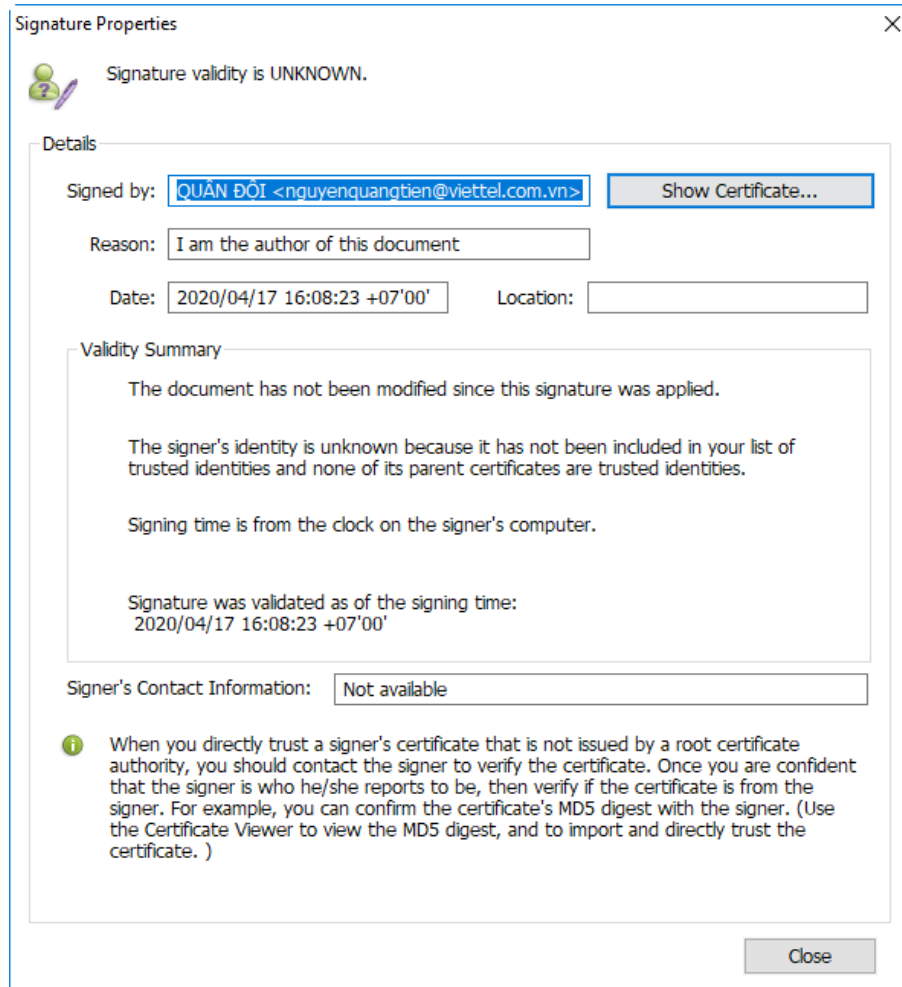 Signature Properties
Signature validity is UNKNOWN.
Details
Signed by: QUÂN ĐỘI <nguyenquangtien@viettel.com.vn> Show Certificate...
Reason: I am the author of this document
Date: 2020/04/17 16:08:23 +07'00' Location:
Validity Summary
The document has not been modified since this signature was applied.
The signer's identity is unknown because it has not been included in your list of
trusted identities and none of its parent certificates are trusted identities.
Signing time is from the clock on the signer's computer.
Signature was validated as of the signing time:
2020/04/17 16:08:23 +07'00'
Signer's Contact Information: Not available
When you directly trust a signer's certificate that is not issued by a root certificate
authority, you should contact the signer to verify the certificate. Once you are confident
that the signer is who he/she reports to be, then verify if the certificate is from the
signer. For example, you can confirm the certificate's MD5 digest with the signer. (Use
the Certificate Viewer to view the MD5 digest, and to import and directly trust the
certificate. )
Close